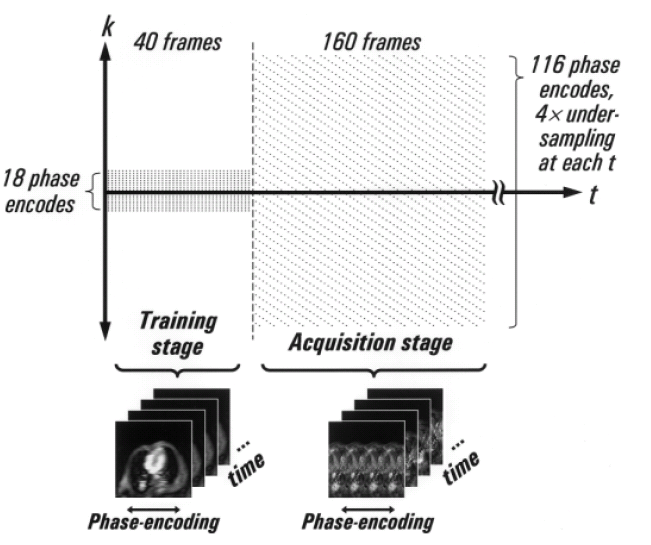 k
40 frames
160 frames
116 phase
encodes,
4× under-
sampling
at each t
18 phase
encodes
t
Training
stage
Acquisition stage
...
time
...
time
Phase-encoding
Phase-encoding